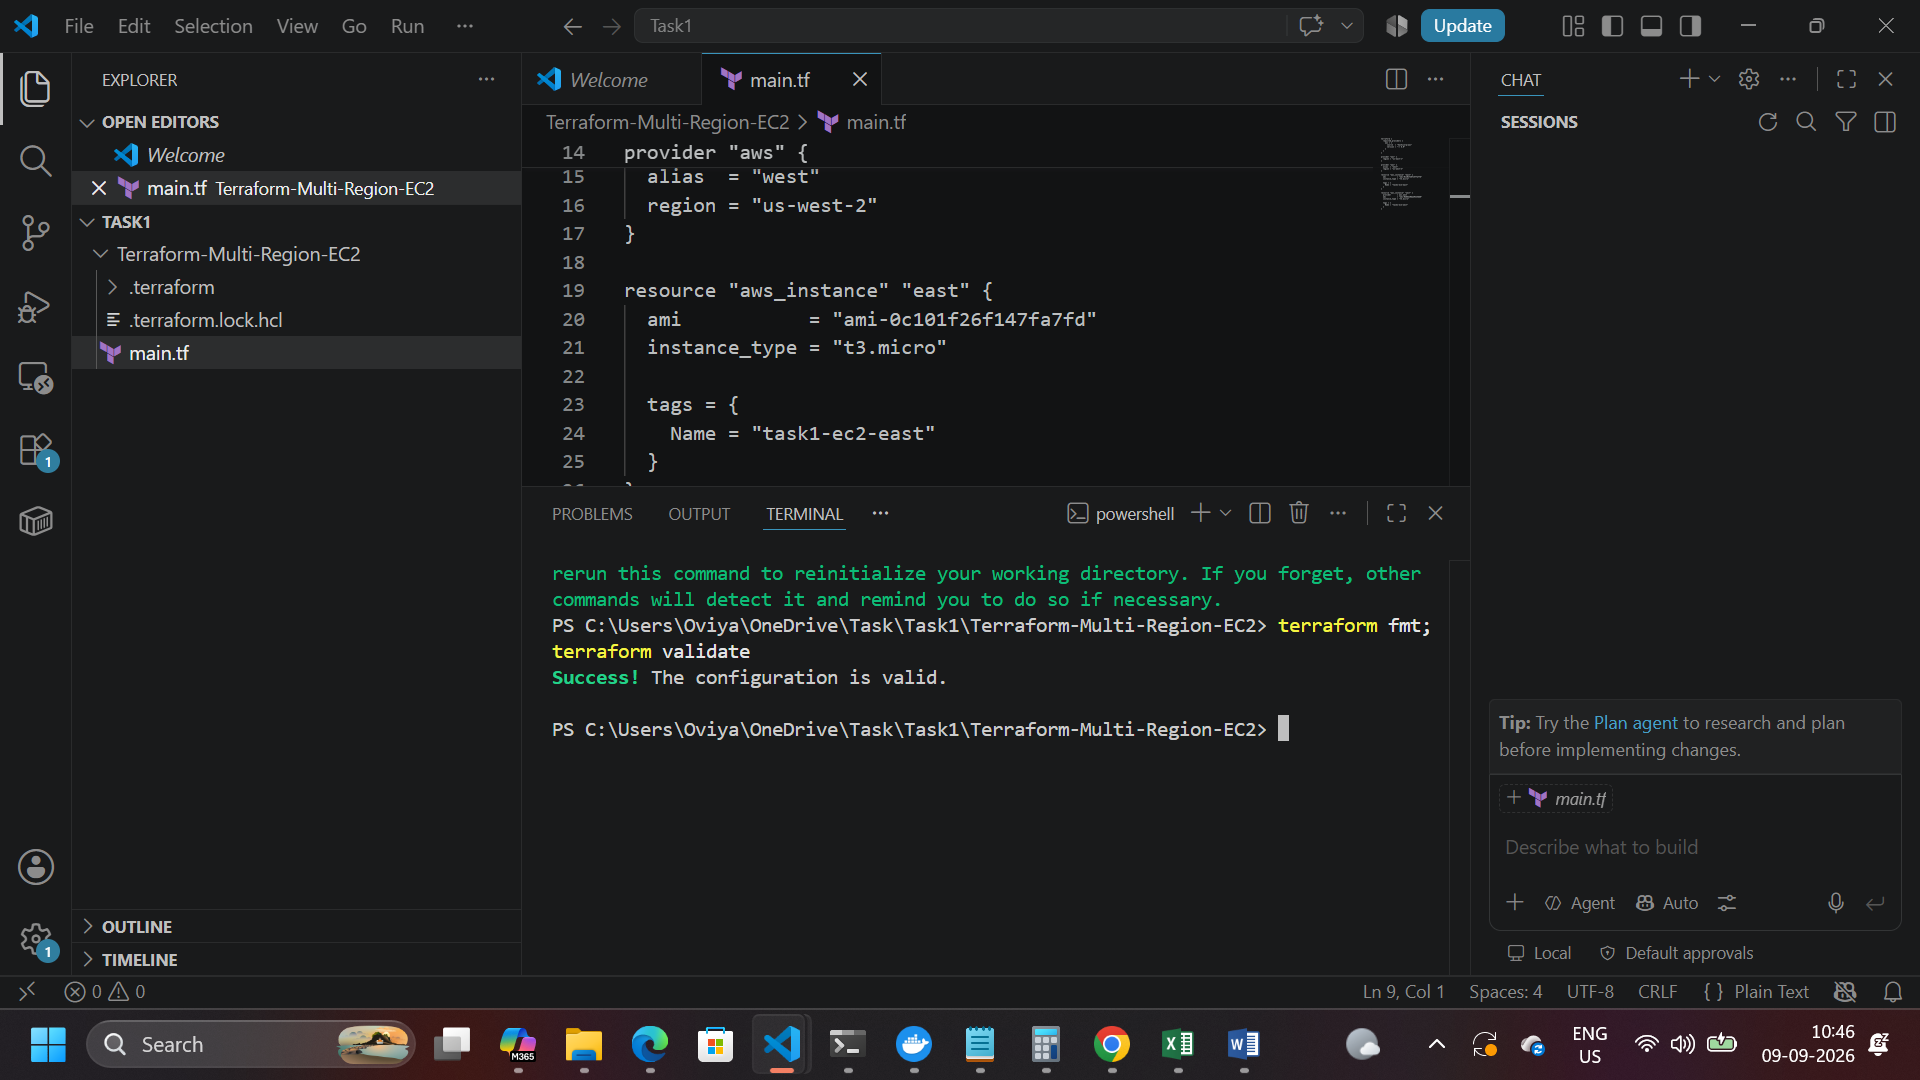 File Edit Selection View Go Run
Task1
Update
EXPLORER
OPEN EDITORS
Welcome
main.tf Terraform-Multi-Region-EC2
TASK1
Terraform-Multi-Region-EC2
.terraform
.terraform.lock.hcl
main.tf
OUTLINE
TIMELINE
Welcome
main.tf
Terraform-Multi-Region-EC2 > main.tf
14 provider "aws" {
15 alias = "west"
16 region = "us-west-2"
17 }
18
19 resource "aws_instance" "east" {
20 ami = "ami-0c101f26f147fa7fd"
21 instance_type = "t3.micro"
22
23 tags = {
24 Name = "task1-ec2-east"
25 }
PROBLEMS OUTPUT TERMINAL
powershell
rerun this command to reinitialize your working directory. If you forget, other
commands will detect it and remind you to do so if necessary.
PS C:\Users\Oviya\OneDrive\Task\Task1\Terraform-Multi-Region-EC2> terraform fmt;
terraform validate
Success! The configuration is valid.
PS C:\Users\Oviya\OneDrive\Task\Task1\Terraform-Multi-Region-EC2>
CHAT
SESSIONS
Tip: Try the Plan agent to research and plan
before implementing changes.
main.tf
Describe what to build
Agent Auto
Local Default approvals
1
1
0 0
Ln 9, Col 1 Spaces: 4 UTF-8 CRLF { } Plain Text
Search
M365
ENG
US
10:46
09-09-2026